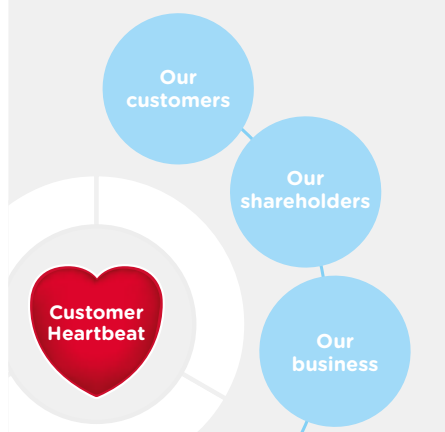 Our
customers
Our
shareholders
Customer
Heartbeat
Our
business